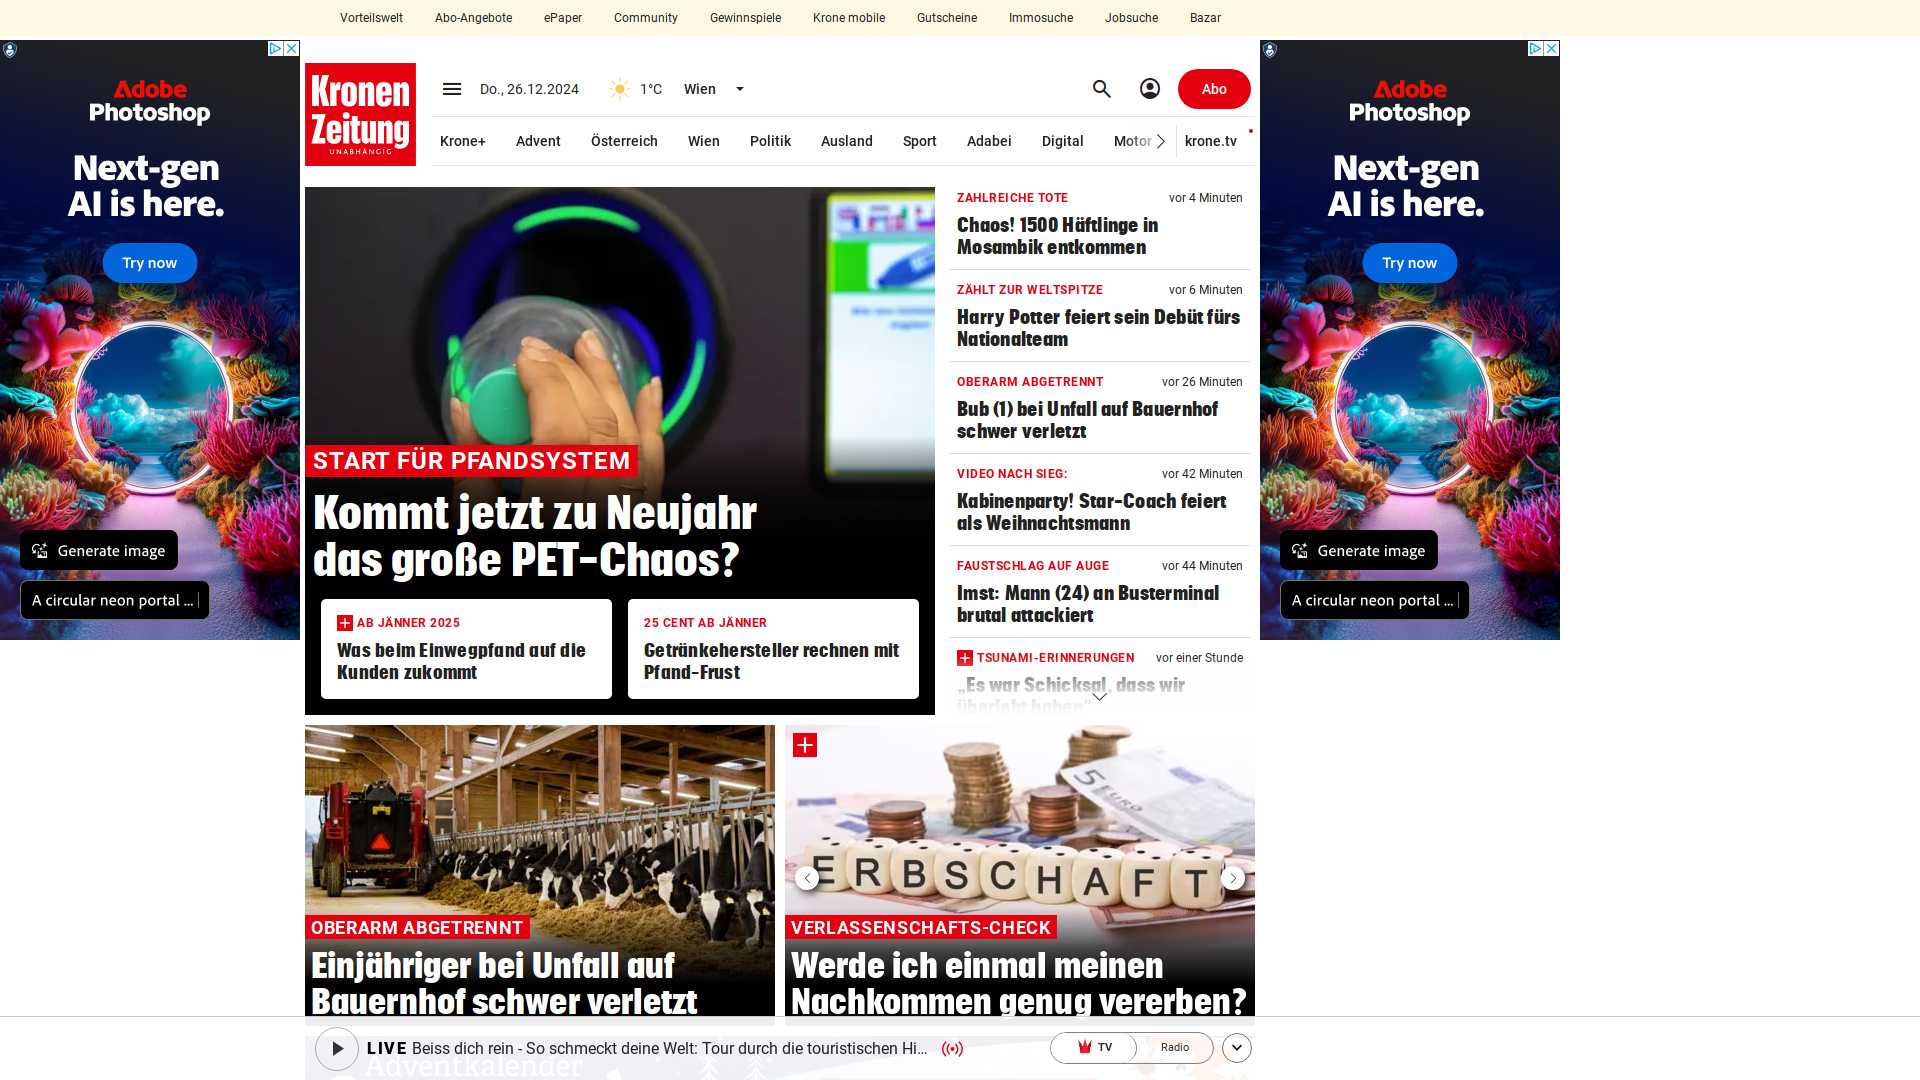 Vorteilswelt Abo-Angebote ePaper Community Gewinnspiele Krone mobile Gutscheine Immosuche Jobsuche Bazar
Adobe
Photoshop
Next-gen
AI is here.
Try now
Generate image
A circular neon portal ...
Kronen
Zeitung
UNABHÄNGIG
Do., 26.12.2024 1°C Wien
Abo
Krone+ Advent Österreich Wien Politik Ausland Sport Adabei Digital Motor krone.tv
START FÜR PFANDSYSTEM
Kommt jetzt zu Neujahr
das große PET-Chaos?
AB JÄNNER 2025
Was beim Einwegpfand auf die
Kunden zukommt
25 CENT AB JÄNNER
Getränkehersteller rechnen mit
Pfand-Frust
ZAHLREICHE TOTE vor 4 Minuten
Chaos! 1500 Häftlinge in
Mosambik entkommen
ZÄHLT ZUR WELTSPITZE vor 6 Minuten
Harry Potter feiert sein Debüt fürs
Nationalteam
OBERARM ABGETRENNT vor 26 Minuten
Bub (1) bei Unfall auf Bauernhof
schwer verletzt
VIDEO NACH SIEG: vor 42 Minuten
Kabinenparty! Star-Coach feiert
als Weihnachtsmann
FAUSTSCHLAG AUF AUGE vor 44 Minuten
Imst: Mann (24) an Busterminal
brutal attackiert
TSUNAMI-ERINNERUNGEN vor einer Stunde
„Es war Schicksal, dass wir
überlebt haben“
Adobe
Photoshop
Next-gen
AI is here.
Try now
Generate image
A circular neon portal ...
OBERARM ABGETRENNT
Einjähriger bei Unfall auf
Bauernhof schwer verletzt
5 EURO
ERBSCHAFT
VERLASSENSCHAFTS-CHECK
Werde ich einmal meinen
Nachkommen genug vererben?
LIVE Beiss dich rein - So schmeckt deine Welt: Tour durch die touristischen Hi... TV Radio
Adventkalender